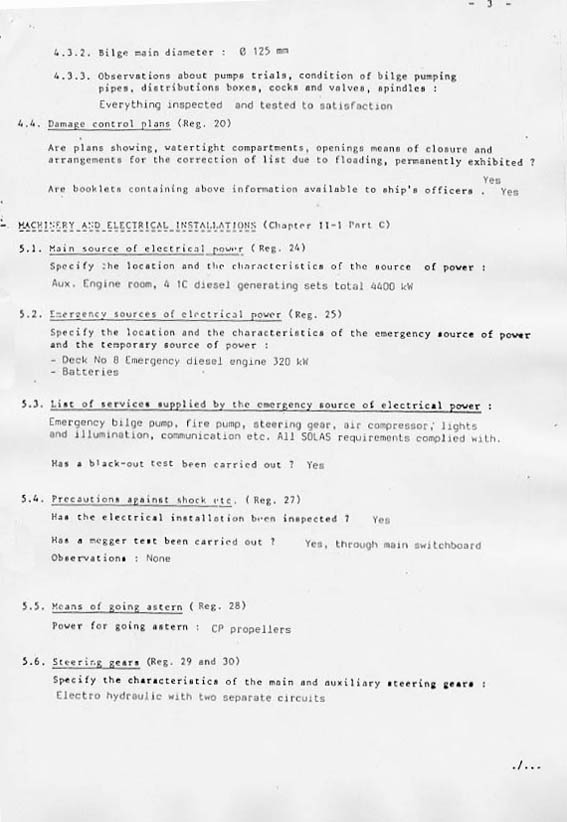 - 3 -
4.3.2. Bilge main diameter : Ø 125 mm
4.3.3. Observations about pumps trials, condition of bilge pumping
pipes, distributions boxes, cocks and valves, spindles :
Everything inspected and tested to satisfaction
4.4. Damage control plans (Reg. 20)
Are plans showing, watertight compartments, openings means of closure and
arrangements for the correction of list due to floading, permanently exhibited ?
Yes
Are booklets containing above information available to ship's officers . Yes
MACHINERY AND ELECTRICAL INSTALLATIONS (Chapter II-1 Part C)
5.1. Main source of electrical power (Reg. 24)
Specify the location and the characteristics of the source of power :
Aux. Engine room, 4 IC diesel generating sets total 4400 kW
5.2. Emergency sources of electrical power (Reg. 25)
Specify the location and the characteristics of the emergency source of power
and the temporary source of power :
- Deck No 8 Emergency diesel engine 320 kW
- Batteries
5.3. List of services supplied by the emergency source of electrical power :
Emergency bilge pump, fire pump, steering gear, air compressor, lights
and illumination, communication etc. All SOLAS requirements complied with.
Has a black-out test been carried out ? Yes
5.4. Precautions against shock etc. (Reg. 27)
Has the electrical installation been inspected ? Yes
Has a megger test been carried out ? Yes, through main switchboard
Observations : None
5.5. Means of going astern ( Reg. 28)
Power for going astern : CP propellers
5.6. Steering gears (Reg. 29 and 30)
Specify the characteristics of the main and auxiliary steering gears :
Electro hydraulic with two separate circuits
./...